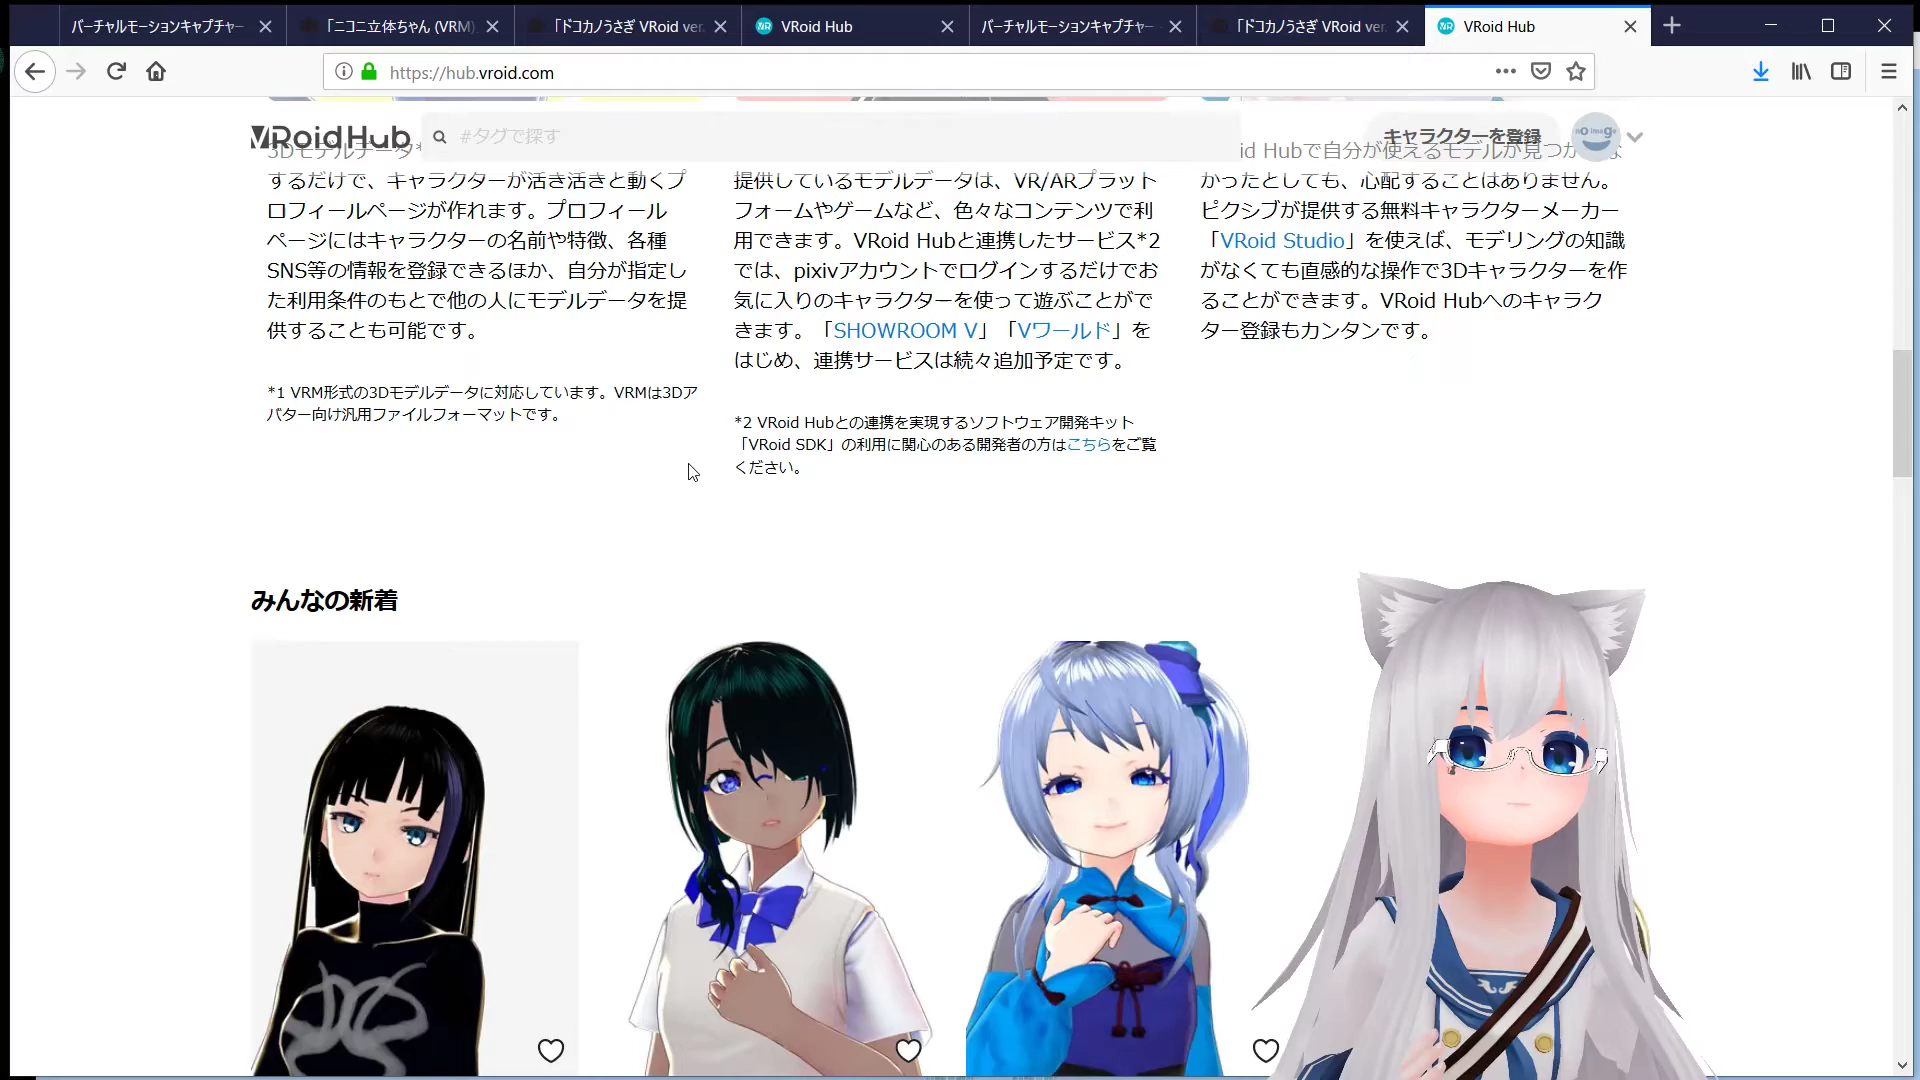 バーチャルモーションキャプチャー
「ニコニ立体ちゃん (VRM)
「ドコカノうさぎ VRoid ver.
VRoid Hub
バーチャルモーションキャプチャー
「ドコカノうさぎ VRoid ver.
VRoid Hub
https://hub.vroid.com
VRoid Hub
#タグで探す
キャラクターを登録
no image
3Dモデルデータ*
するだけで、キャラクターが活き活きと動くプ
ロフィールページが作れます。プロフィール
ページにはキャラクターの名前や特徴、各種
SNS等の情報を登録できるほか、自分が指定し
た利用条件のもとで他の人にモデルデータを提
供することも可能です。
*1 VRM形式の3Dモデルデータに対応しています。VRMは3Dア
バター向け汎用ファイルフォーマットです。
提供しているモデルデータは、VR/ARプラット
フォームやゲームなど、色々なコンテンツで利
用できます。VRoid Hubと連携したサービス*2
では、pixivアカウントでログインするだけでお
気に入りのキャラクターを使って遊ぶことがで
きます。「SHOWROOM V」「Vワールド」を
はじめ、連携サービスは続々追加予定です。
*2 VRoid Hubとの連携を実現するソフトウェア開発キット
「VRoid SDK」の利用に関心のある開発者の方はこちらをご覧
ください。
id Hubで自分が使えるモデルが見つか
かったとしても、心配することはありません。
ピクシブが提供する無料キャラクターメーカー
「VRoid Studio」を使えば、モデリングの知識
がなくても直感的な操作で3Dキャラクターを作
ることができます。VRoid Hubへのキャラク
ター登録もカンタンです。
みんなの新着